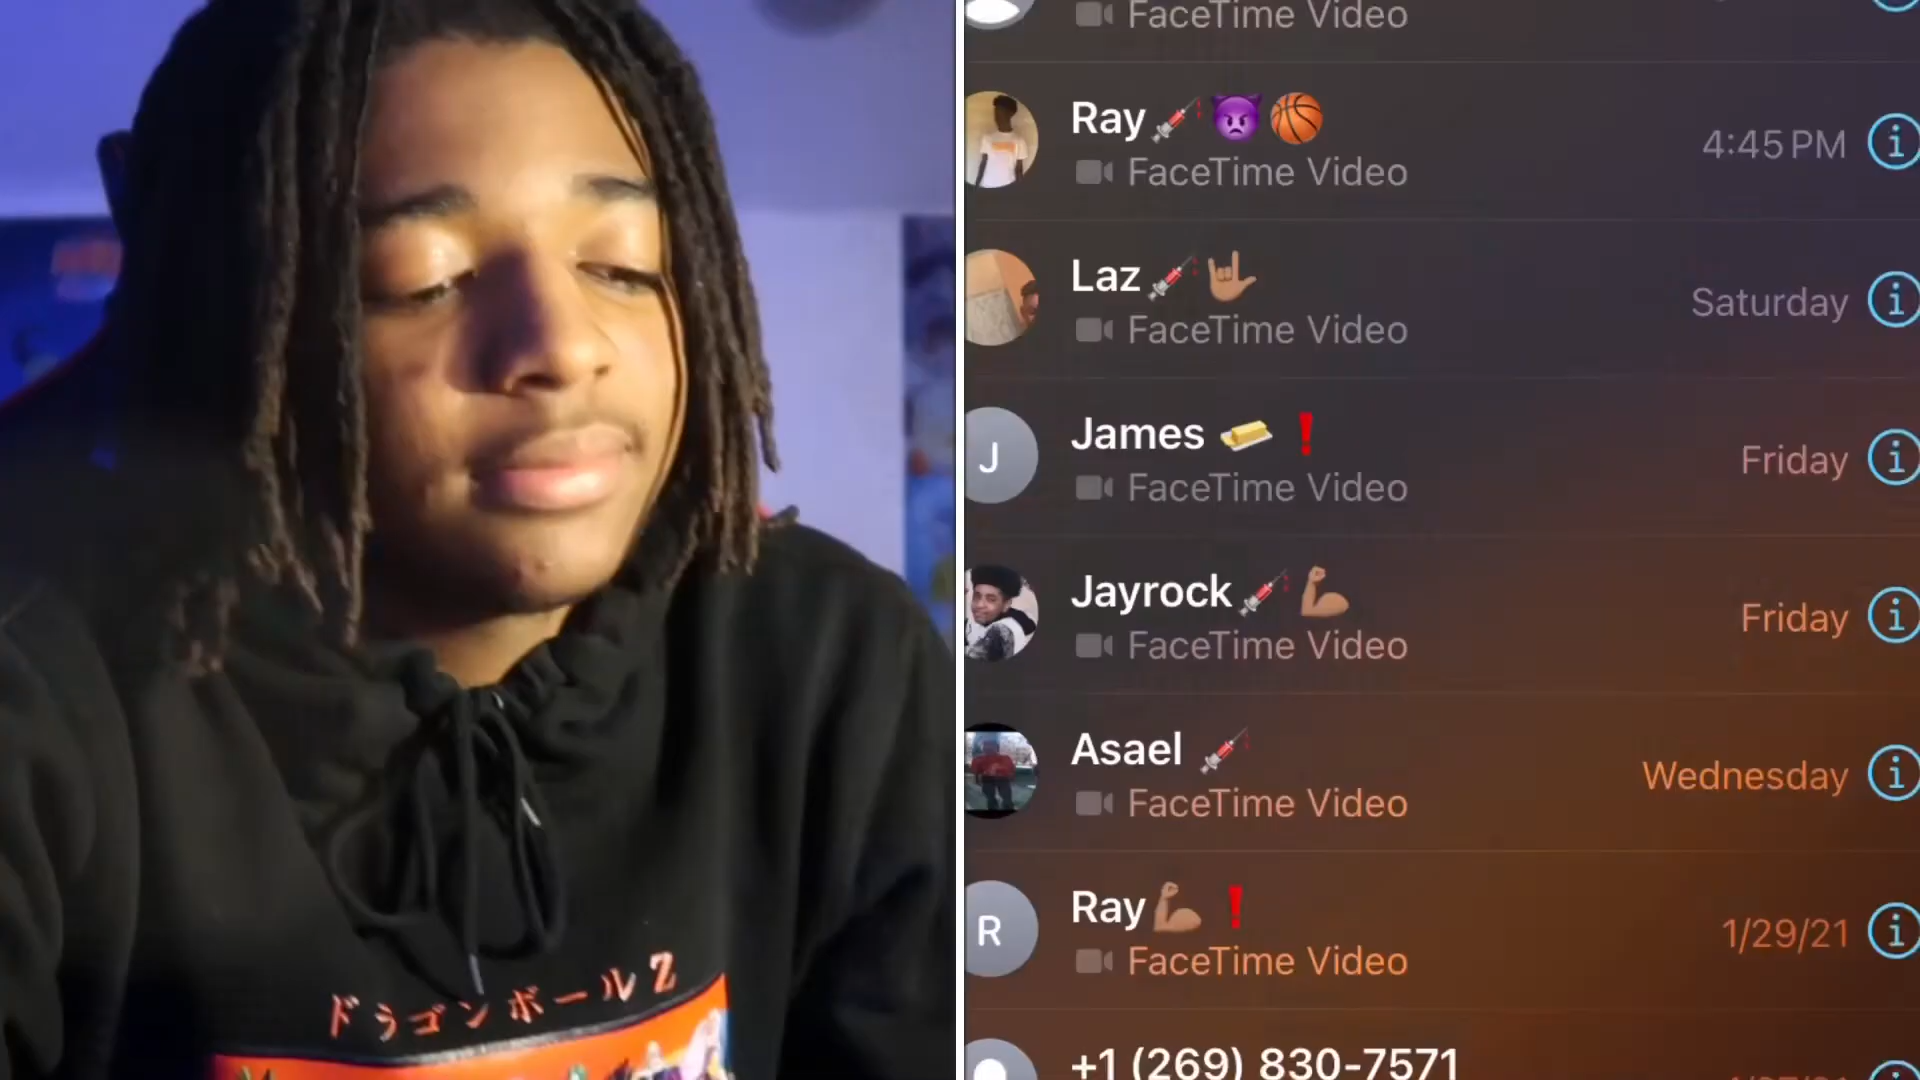 ドラゴンボールZ
FaceTime Video
Ray 💉👿🏀
FaceTime Video
4:45 PM
Laz 💉🤟🏽
FaceTime Video
Saturday
J
James 🧈❗
FaceTime Video
Friday
Jayrock 💉💪🏽
FaceTime Video
Friday
Asael 💉
FaceTime Video
Wednesday
R
Ray 💪🏽❗
FaceTime Video
1/29/21
+1 (269) 830-7571